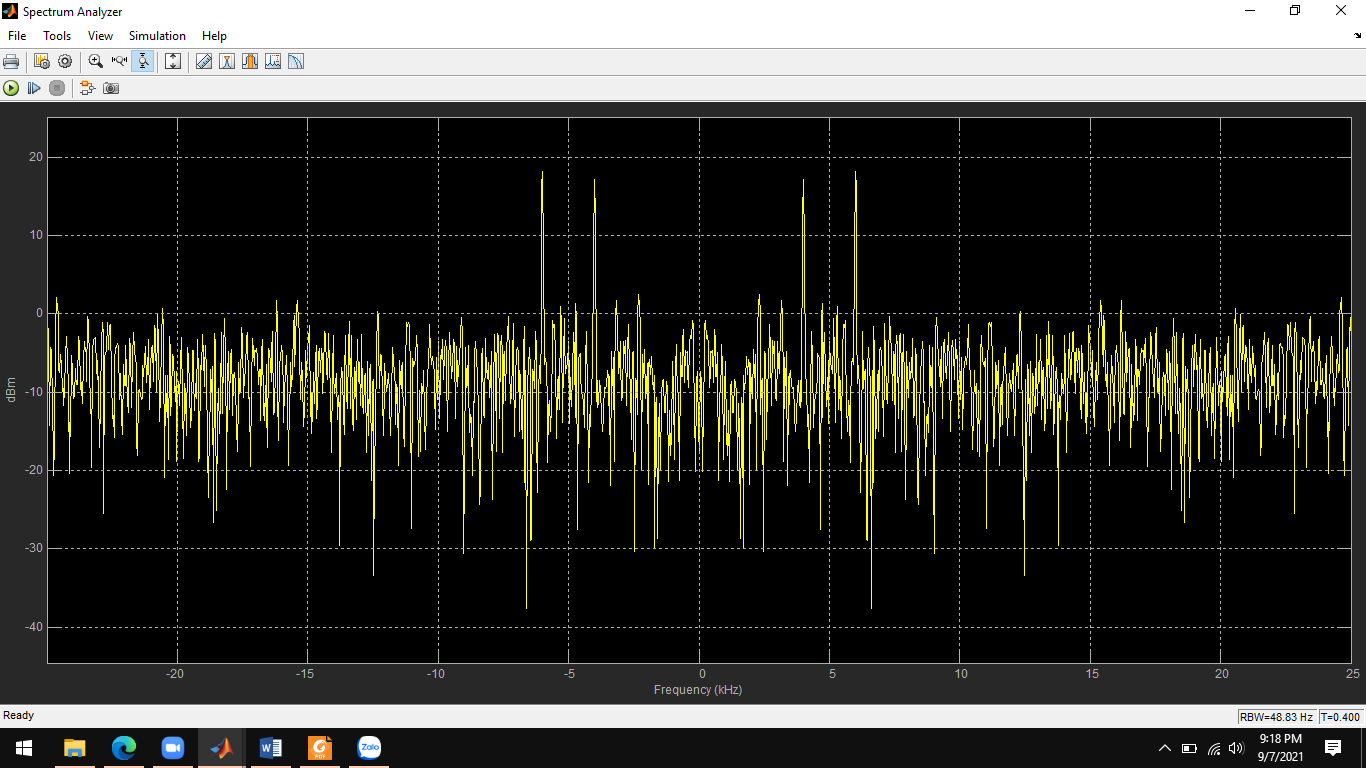 Spectrum Analyzer
File Tools View Simulation Help
20
10
0
-10
-20
-30
-40
dBm
-20 -15 -10 -5 0 5 10 15 20 25
Frequency (kHz)
Ready
RBW=48.83 Hz T=0.400
W
PDF
Zalo
9:18 PM
9/7/2021